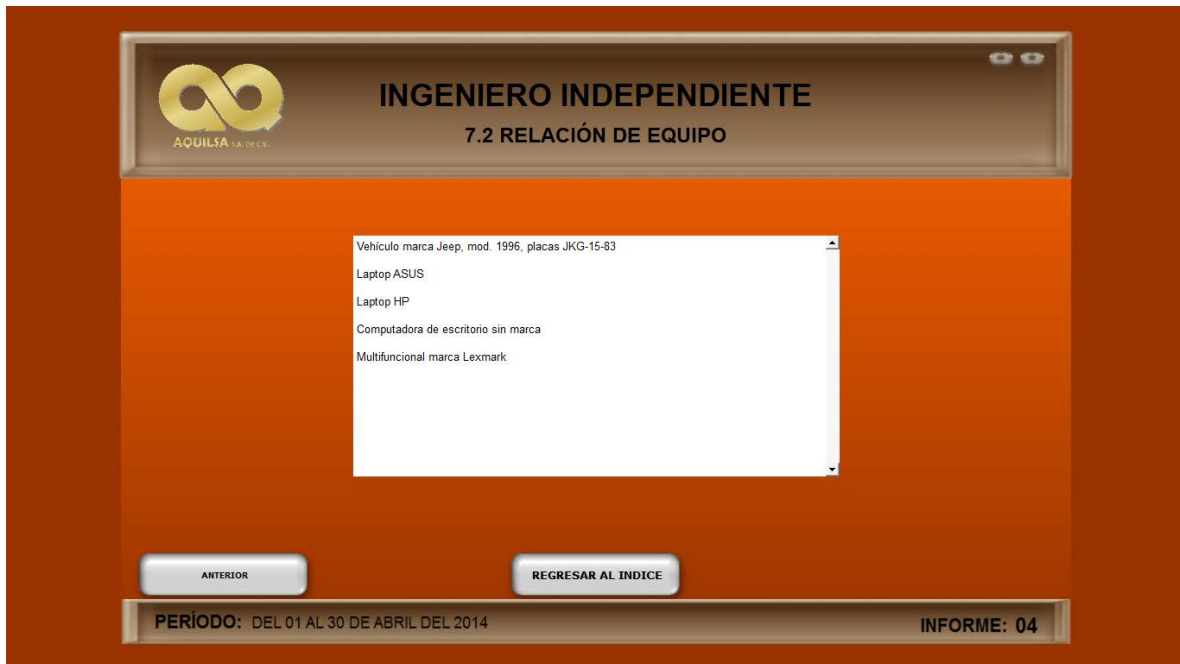 INGENIERO INDEPENDIENTE
7.2 RELACIÓN DE EQUIPO
AQUILSA S.A. DE C.V.
Vehículo marca Jeep, mod. 1996, placas JKG-15-83
Laptop ASUS
Laptop HP
Computadora de escritorio sin marca
Multifuncional marca Lexmark
ANTERIOR
REGRESAR AL INDICE
PERÍODO: DEL 01 AL 30 DE ABRIL DEL 2014
INFORME: 04